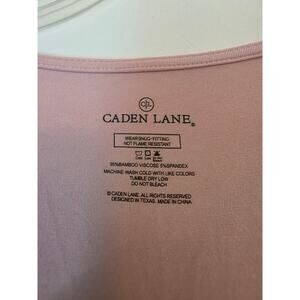 CL
CADEN LANE®
WEAR SNUG-FITTING
NOT FLAME RESISTANT
95%BAMBOO VISCOSE 5%SPANDEX
MACHINE WASH COLD WITH LIKE COLORS
TUMBLE DRY LOW
DO NOT BLEACH
© CADEN LANE. ALL RIGHTS RESERVED
DESIGNED IN TEXAS. MADE IN CHINA